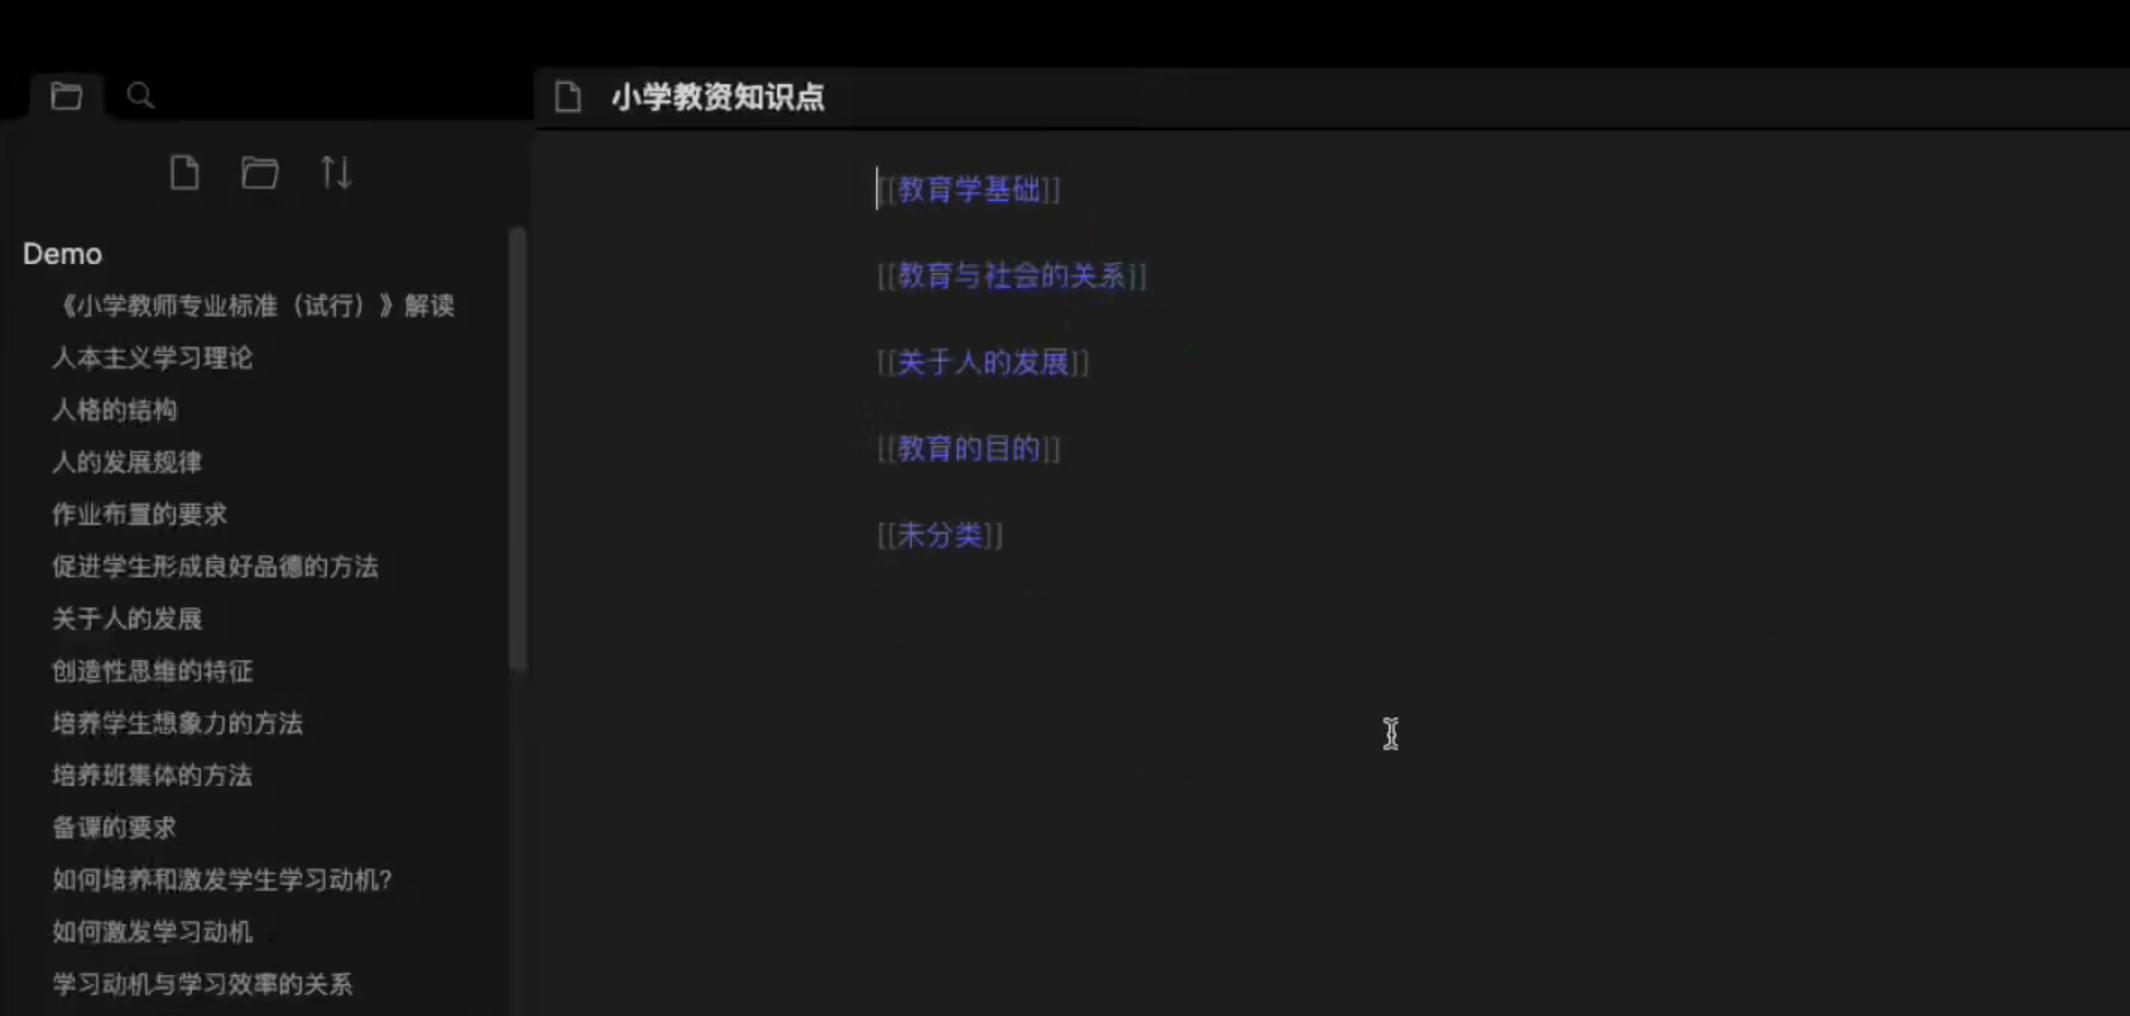 小学教资知识点
Demo
《小学教师专业标准（试行）》解读
人本主义学习理论
人格的结构
人的发展规律
作业布置的要求
促进学生形成良好品德的方法
关于人的发展
创造性思维的特征
培养学生想象力的方法
培养班集体的方法
备课的要求
如何培养和激发学生学习动机?
如何激发学习动机
学习动机与学习效率的关系
[[教育学基础]]
[[教育与社会的关系]]
[[关于人的发展]]
[[教育的目的]]
[[未分类]]